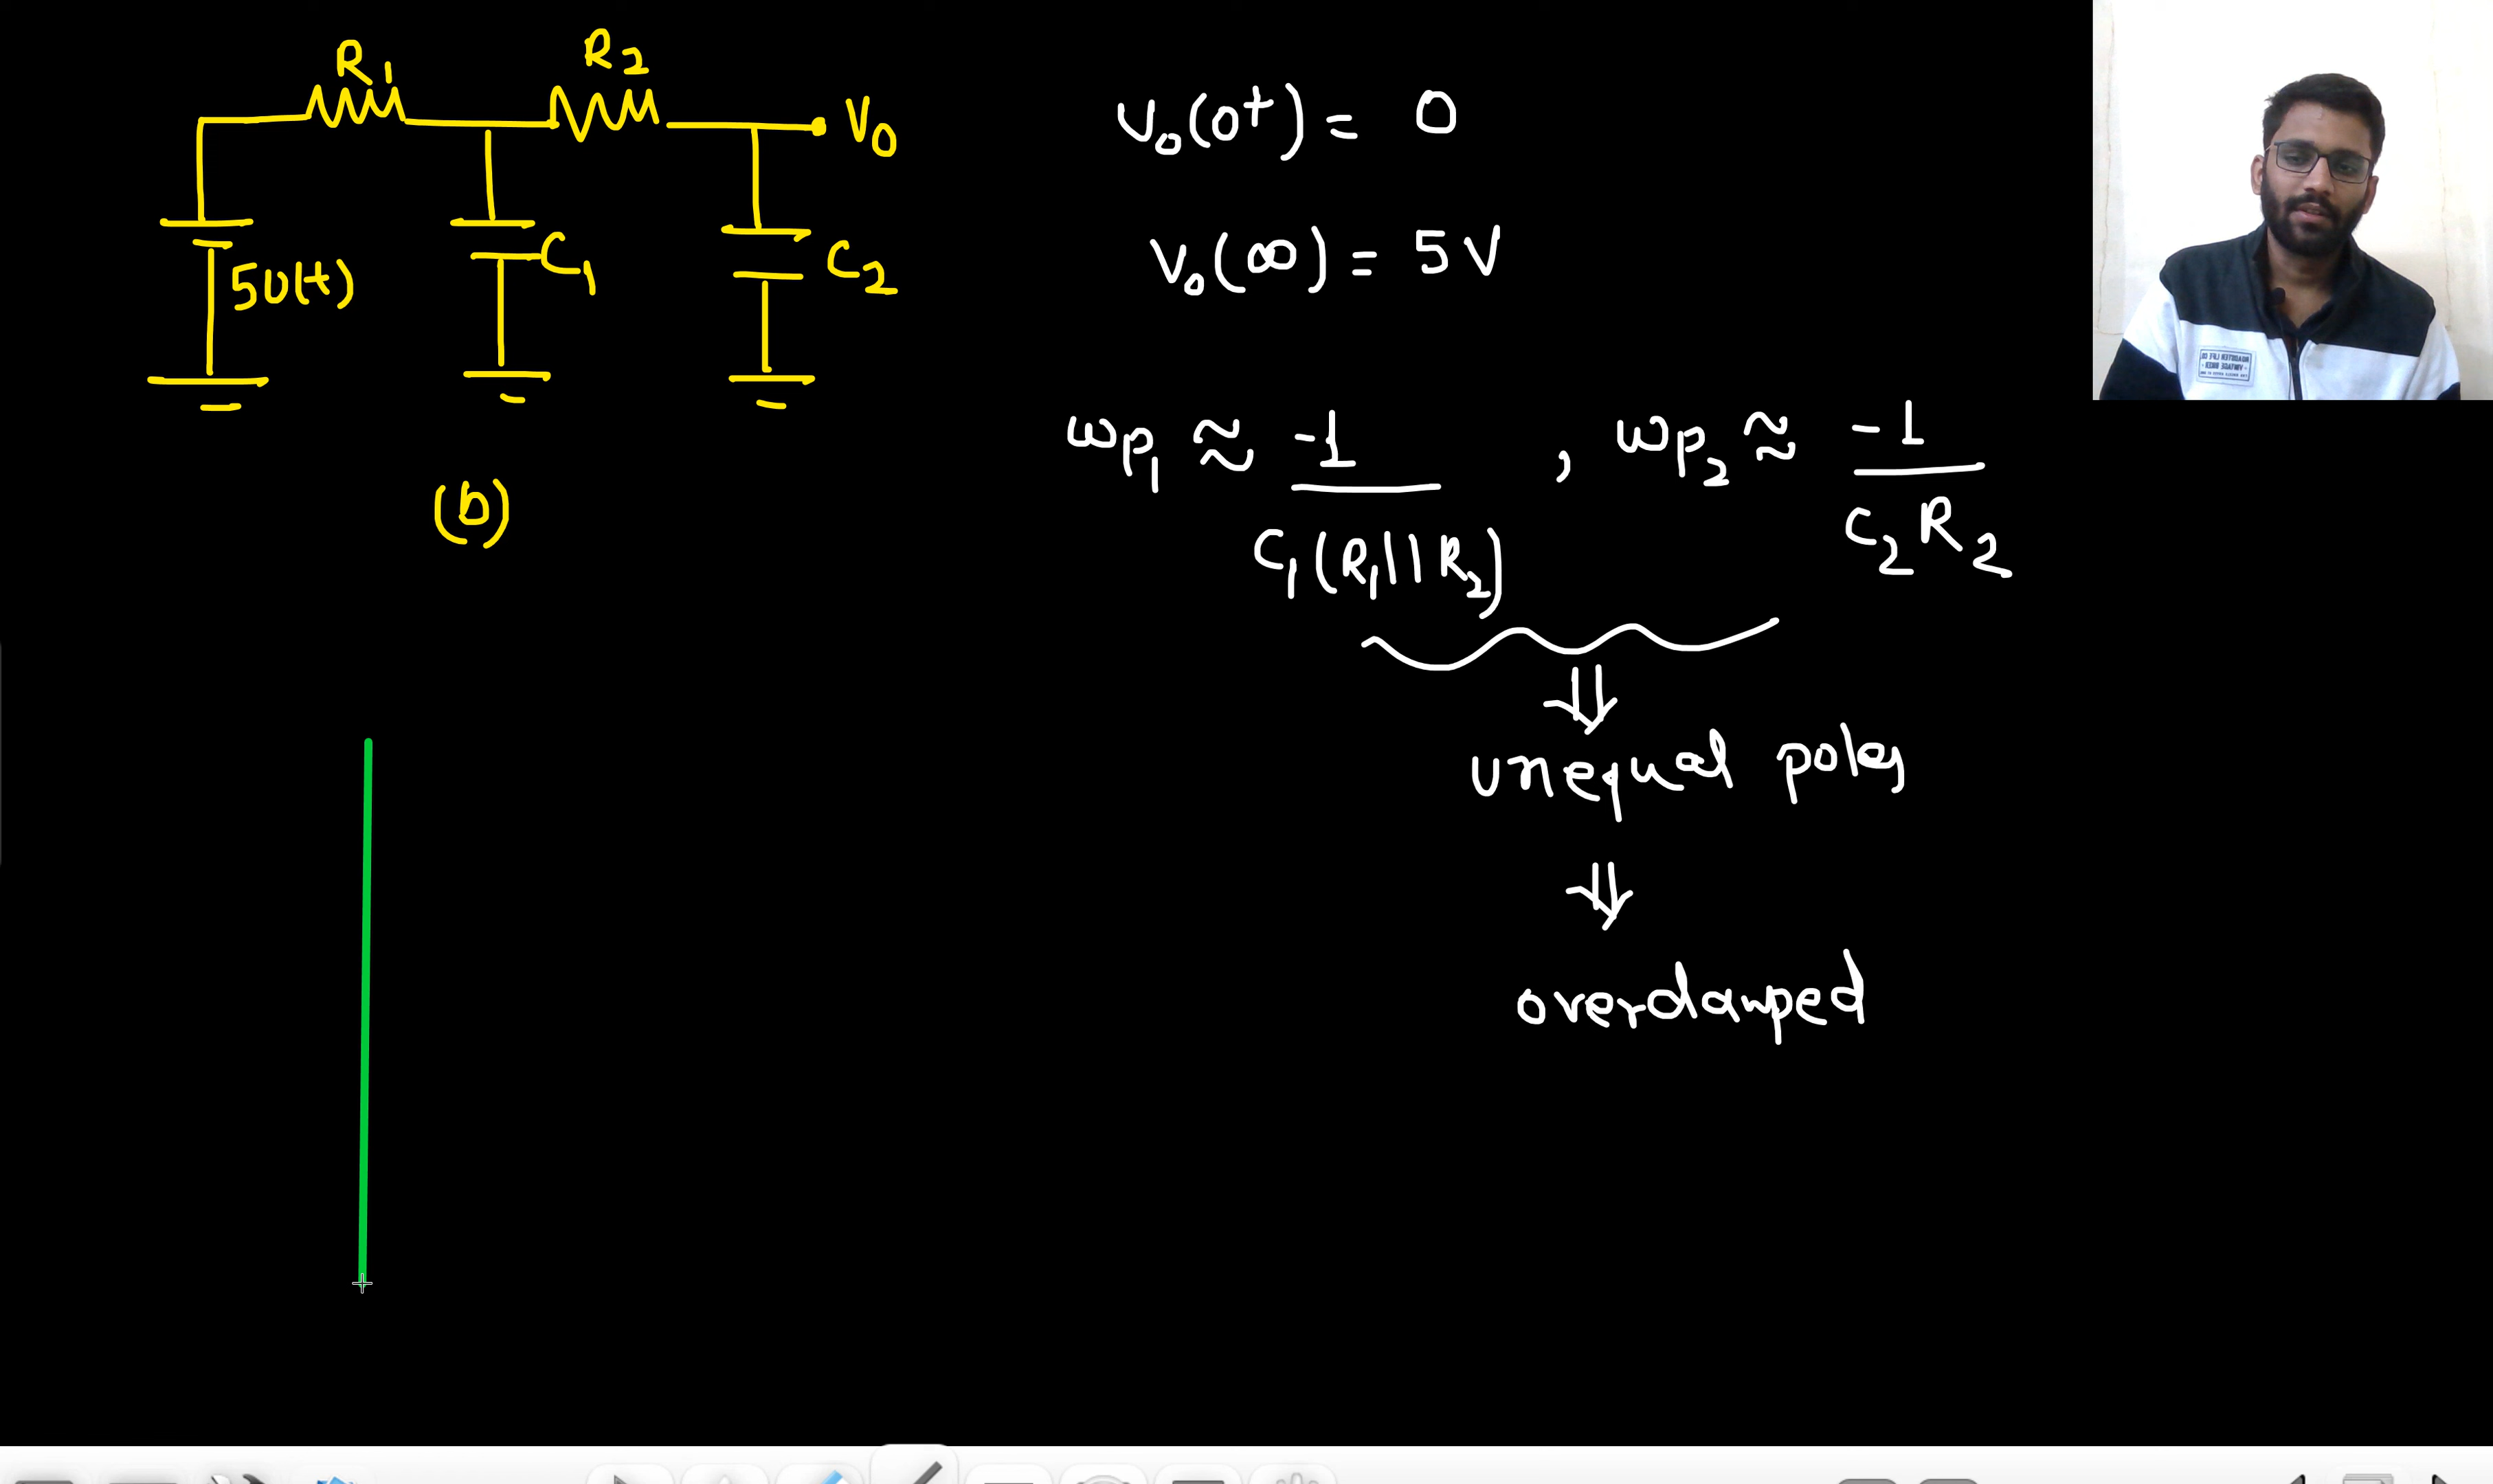 R1 R2
V0
5U(t) C1 C2
(b)
V0(0+) = 0
V0(∞) = 5V
ωp1 ≈ -1 / C1(R1||R2) , ωp2 ≈ -1 / C2R2
⇓
unequal poles
⇓
overdamped